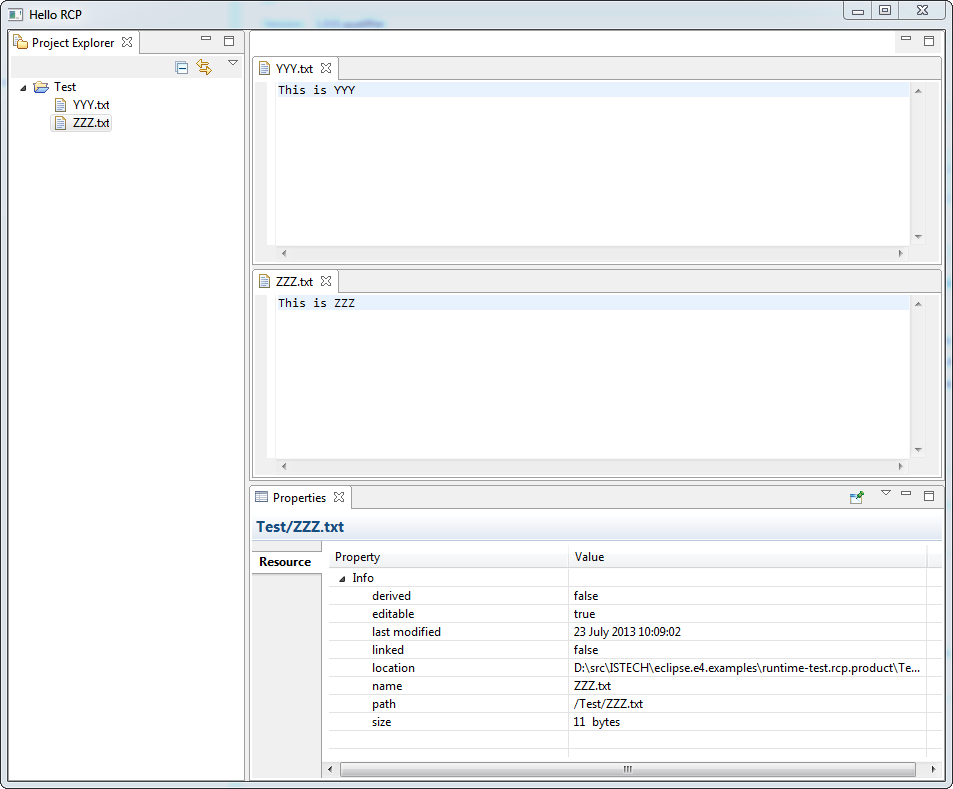 Hello RCP
Project Explorer
Test
YYY.txt
ZZZ.txt
YYY.txt
This is YYY
ZZZ.txt
This is ZZZ
Properties
Test/ZZZ.txt
Resource
Property Value
Info
derived false
editable true
last modified 23 July 2013 10:09:02
linked false
location D:\src\ISTECH\eclipse.e4.examples\runtime-test.rcp.product\Te...
name ZZZ.txt
path /Test/ZZZ.txt
size 11 bytes